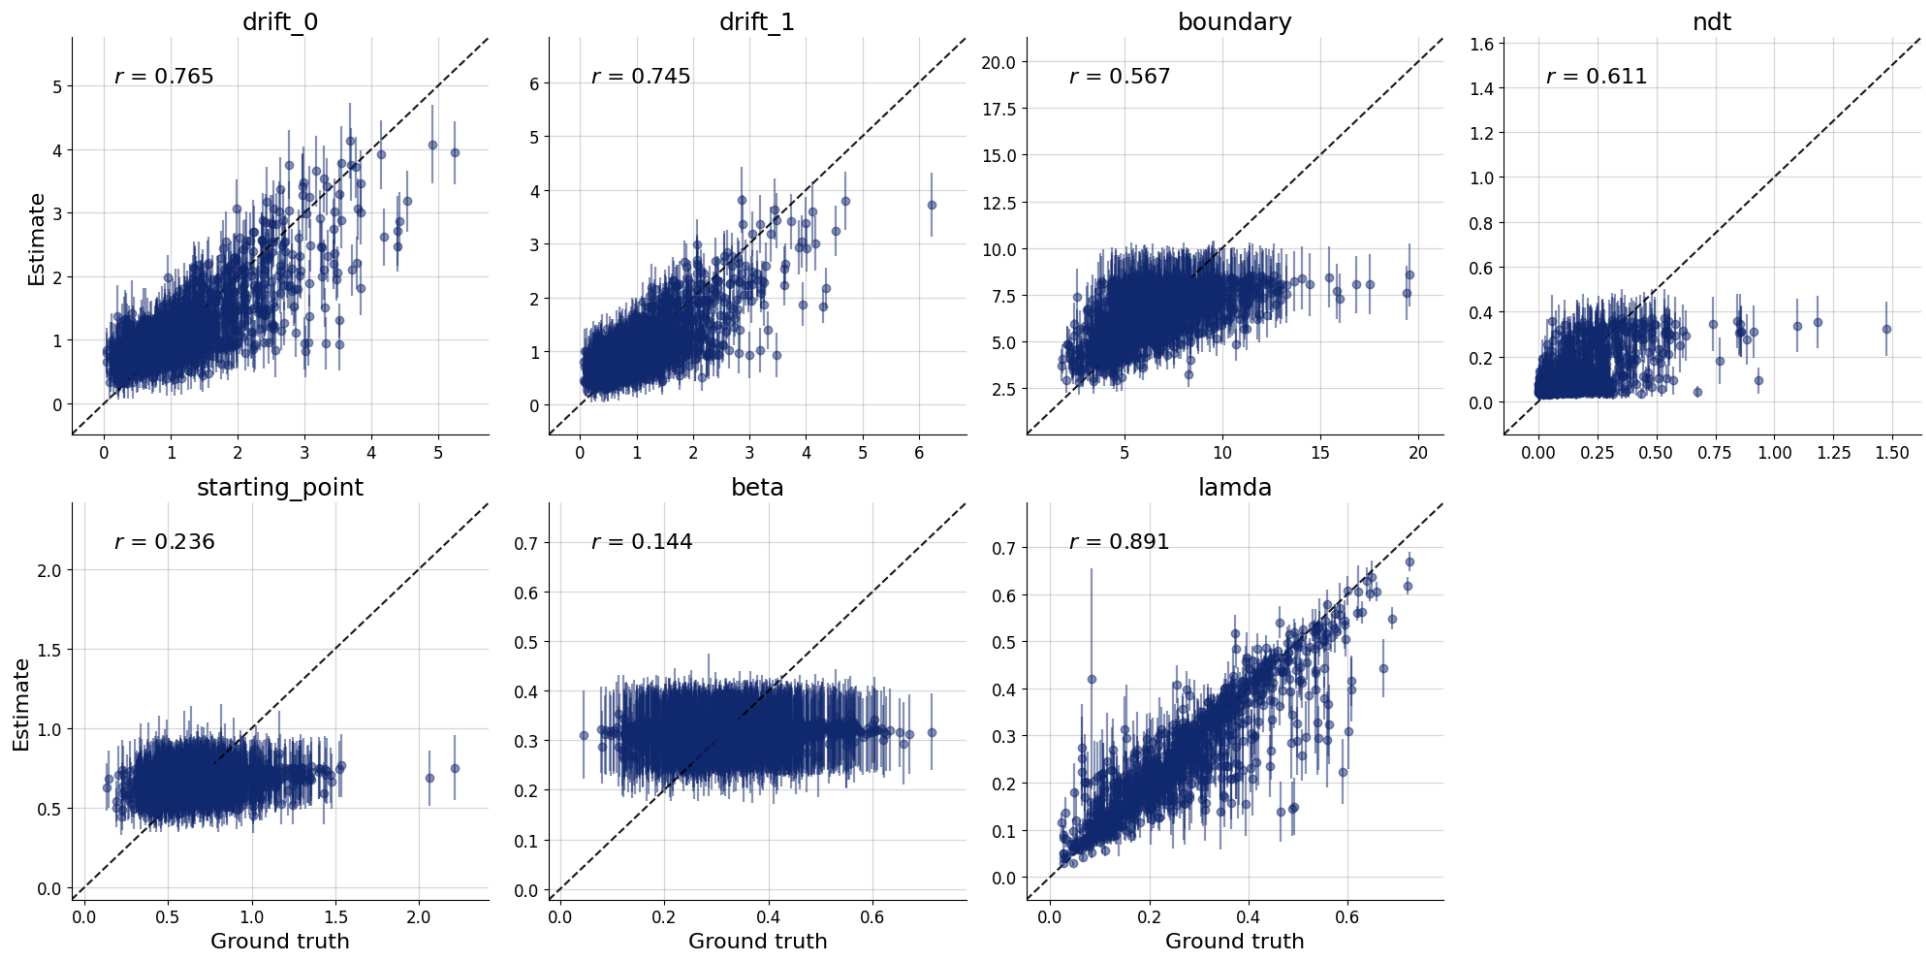 drift_0
drift_1
boundary
ndt
r = 0.765
r = 0.745
r = 0.567
r = 0.611
Estimate
5
4
3
2
1
0
0 1 2 3 4 5
6
5
4
3
2
1
0
0 1 2 3 4 5 6
20.0
17.5
15.0
12.5
10.0
7.5
5.0
2.5
5 10 15 20
1.6
1.4
1.2
1.0
0.8
0.6
0.4
0.2
0.0
0.00 0.25 0.50 0.75 1.00 1.25 1.50
starting_point
beta
lamda
r = 0.236
r = 0.144
r = 0.891
Estimate
2.0
1.5
1.0
0.5
0.0
0.0 0.5 1.0 1.5 2.0
Ground truth
0.7
0.6
0.5
0.4
0.3
0.2
0.1
0.0
0.0 0.2 0.4 0.6
Ground truth
0.7
0.6
0.5
0.4
0.3
0.2
0.1
0.0
0.0 0.2 0.4 0.6
Ground truth